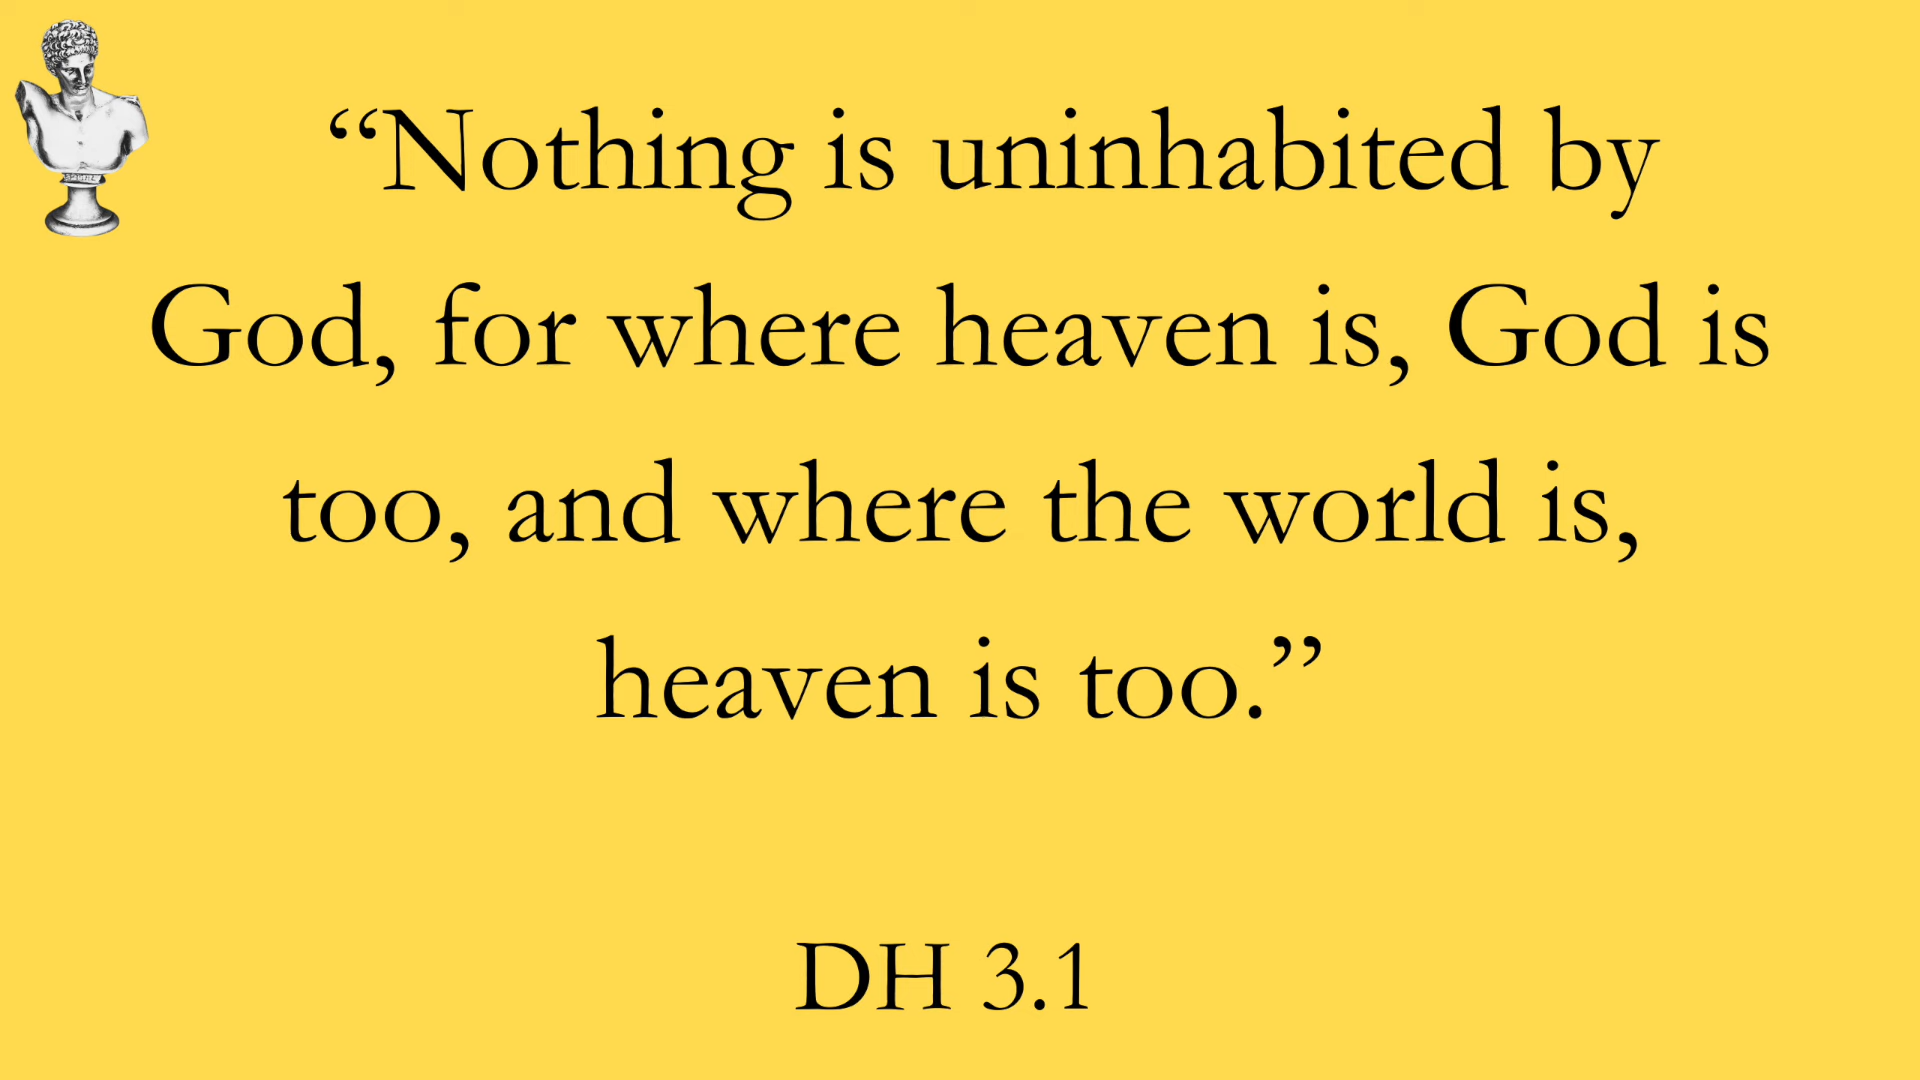 “Nothing is uninhabited by
God, for where heaven is, God is
too, and where the world is,
heaven is too.”
DH 3.1